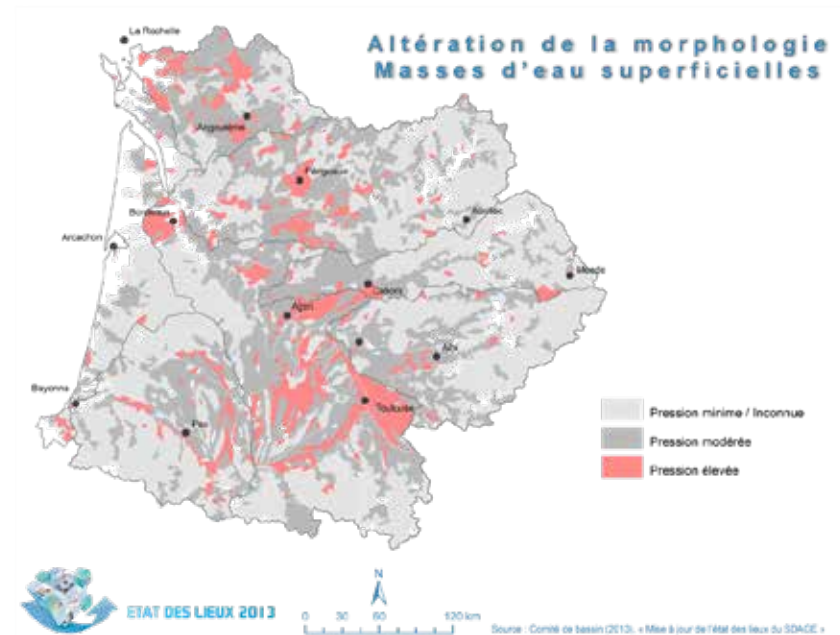 Altération de la morphologie
Masses d'eau superficielles
La Rochelle
Angoulême
Périgueux
Bordeaux
Aurillac
Arcachon
Mende
Cahors
Agen
Albi
Bayonne
Toulouse
Pau
Pression minime / Inconnue
Pression modérée
Pression élevée
N
ETAT DES LIEUX 2013
0 30 60 120 km
Source : Comité de bassin (2013), « Mise à jour de l'état des lieux du SDAGE »